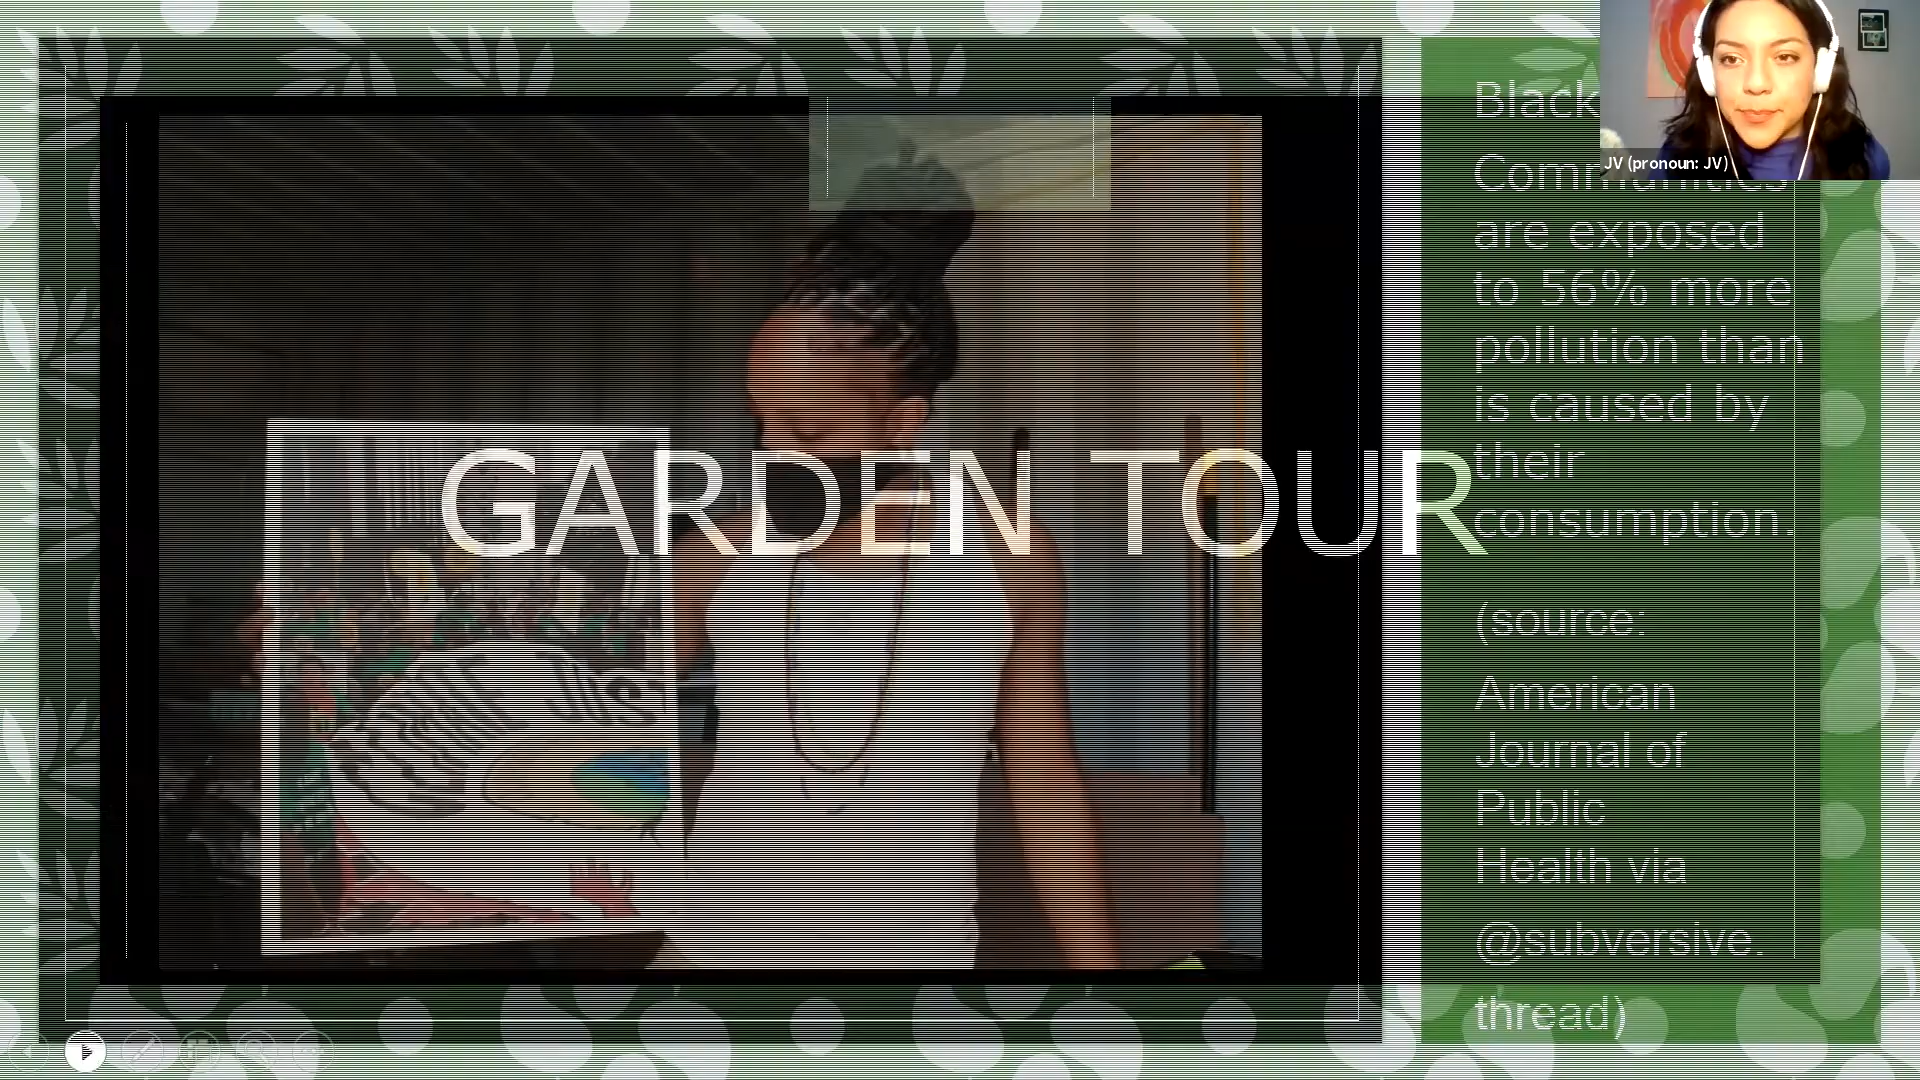 GARDEN TOUR
Black
Communities
are exposed
to 56% more
pollution than
is caused by
their
consumption.
(source:
American
Journal of
Public
Health via
@subversive.
thread)
JV (pronoun: JV)